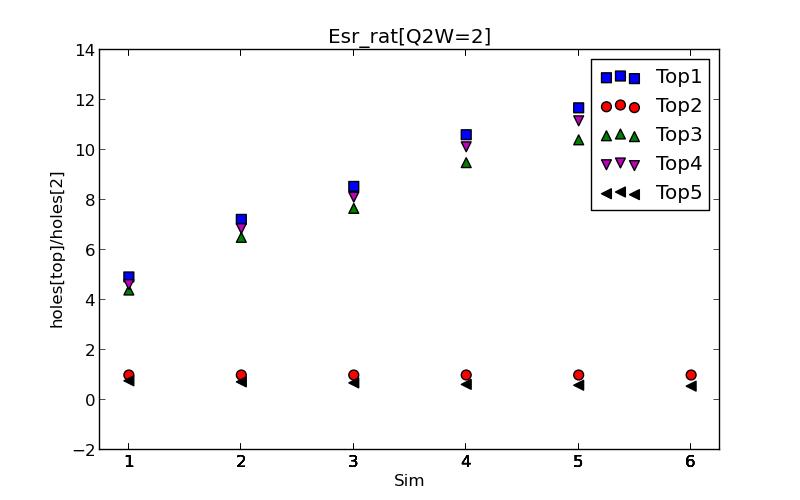 Esr_rat[Q2W=2]
14
12
10
8
6
4
2
0
−2
holes[top]/holes[2]
Top1
Top2
Top3
Top4
Top5
1 2 3 4 5 6
Sim